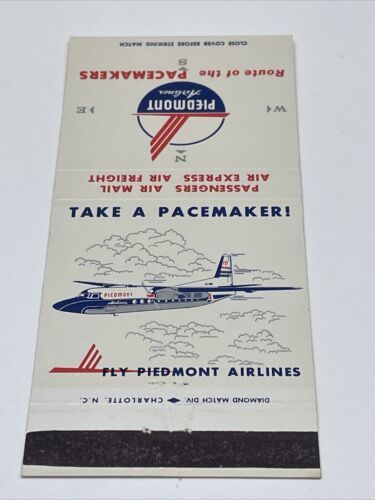 CLOSE COVER BEFORE STRIKING MATCH
Route of the PACEMAKERS
S
PIEDMONT
Airlines
E
W
N
PASSENGERS AIR MAIL
AIR EXPRESS AIR FREIGHT
TAKE A PACEMAKER!
PIEDMONT
Airlines
FLY PIEDMONT AIRLINES
DIAMOND MATCH DIV. CHARLOTTE, N.C.